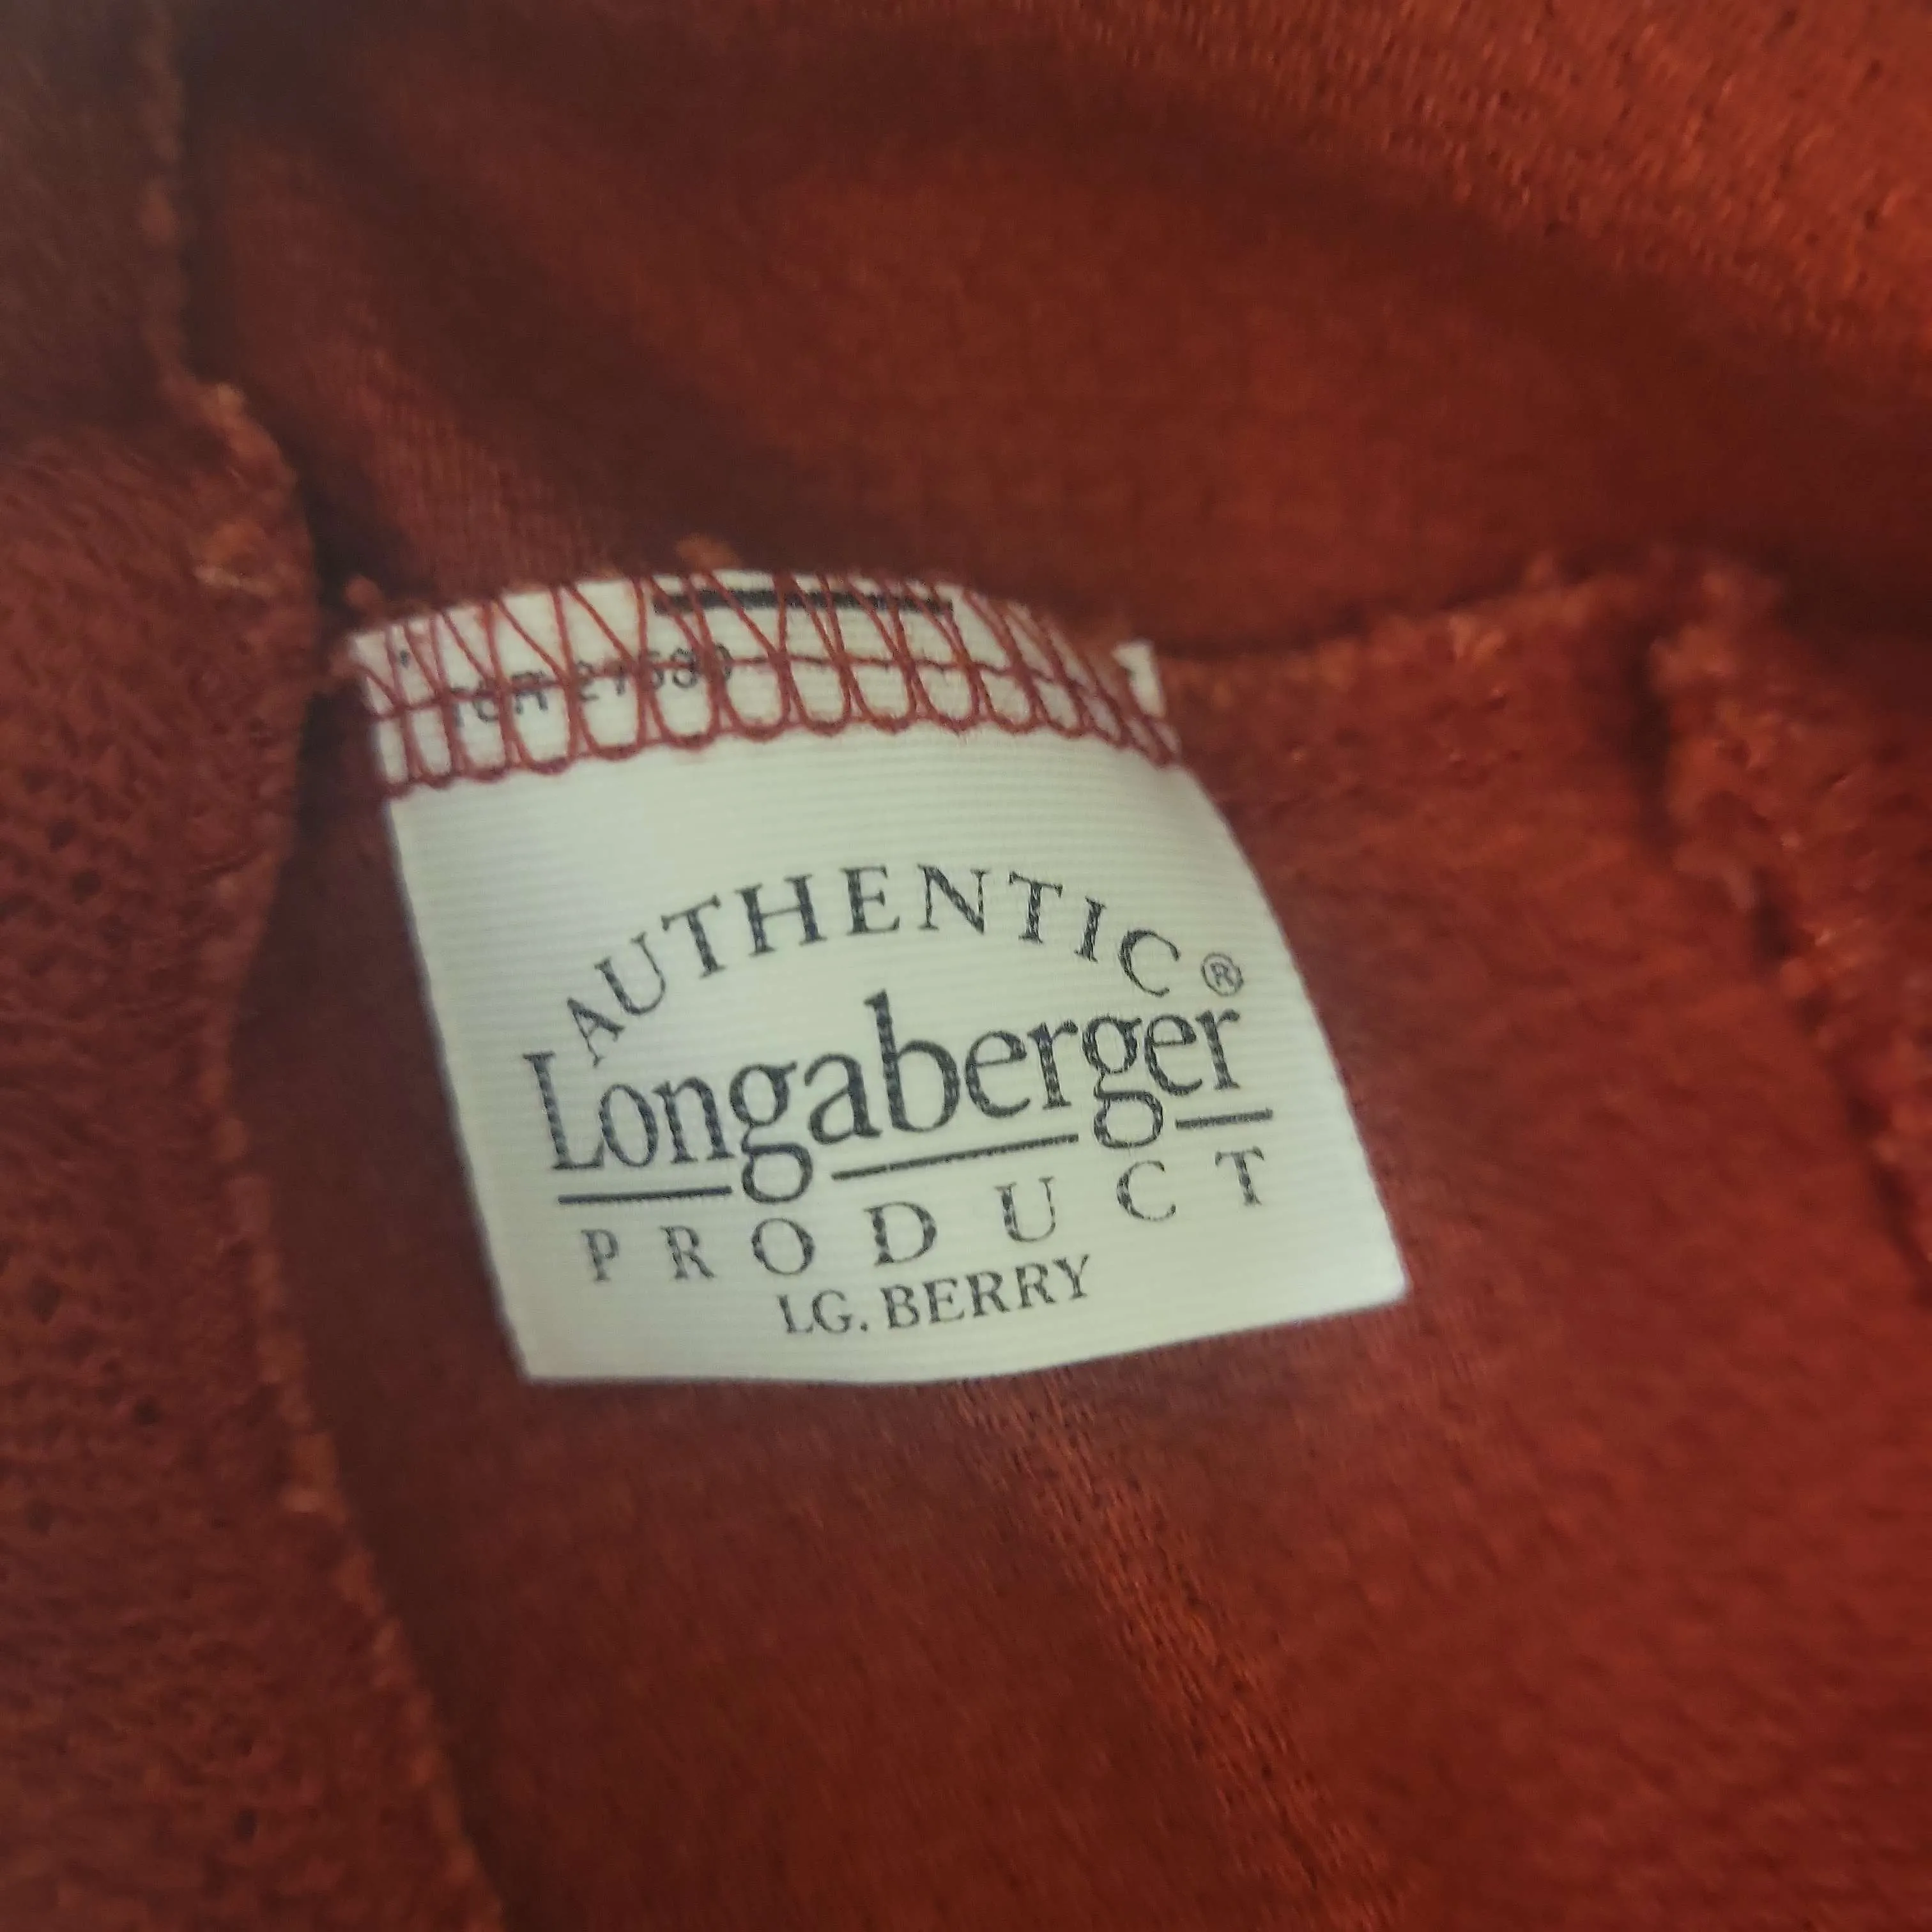 AUTHENTIC®
Longaberger
PRODUCT
LG. BERRY